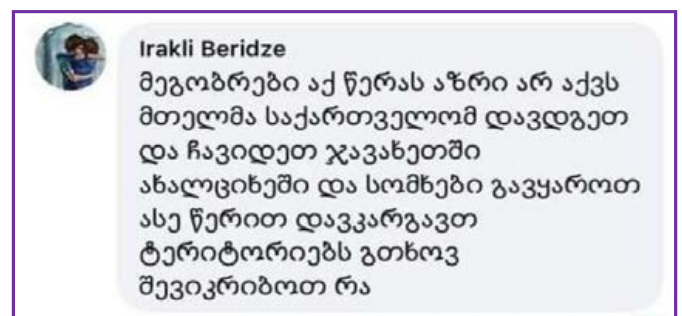 Irakli Beridze
მეგობრები აქ წერას აზრი არ აქვს
მთელმა საქართველომ დავდგეთ
და ჩავიდეთ ჯავახეთში
ახალციხეში და სომხები გავყაროთ
ასე წერით დავკარგავთ
ტერიტორიებს გთხოვ
შევიკრიბოთ რა